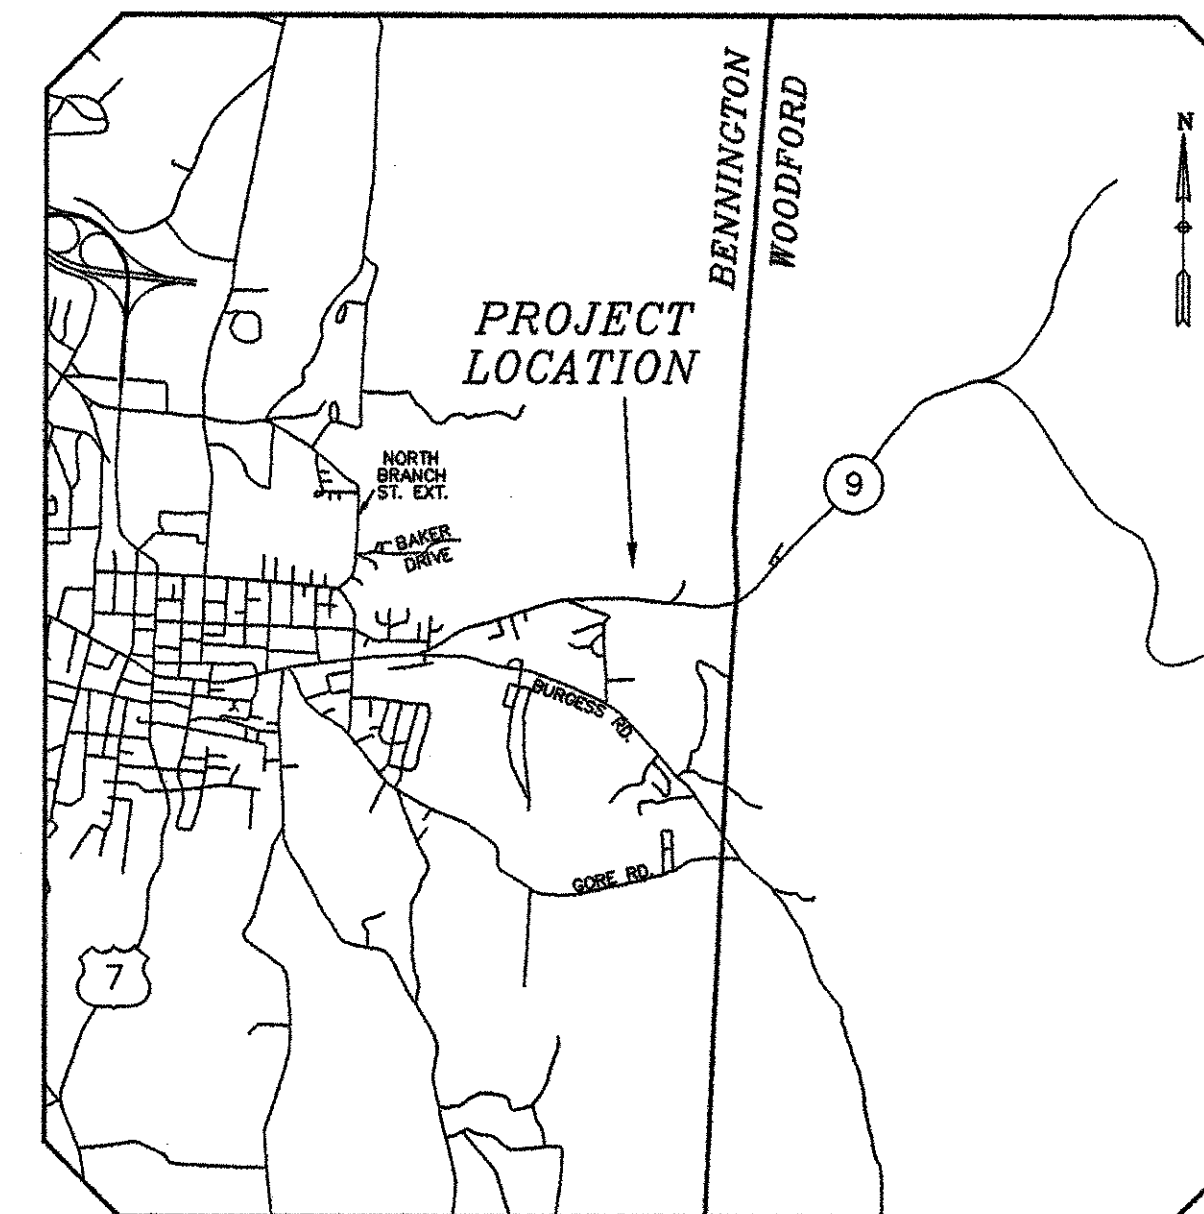 BENNINGTON
WOODFORD
N
PROJECT
LOCATION
9
NORTH
BRANCH
ST. EXT.
BAKER
DRIVE
BURGESS RD.
GORE RD.
7